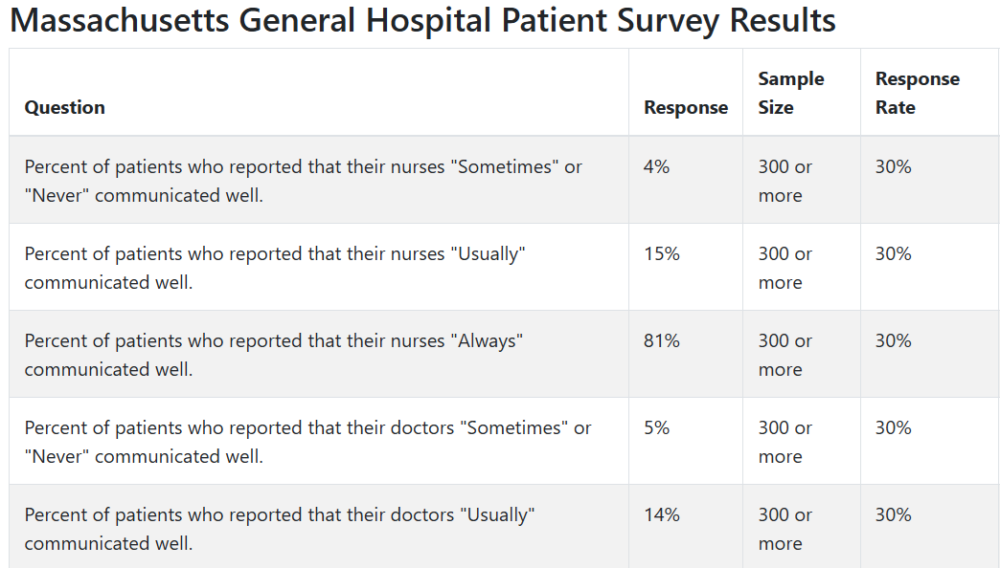 Massachusetts General Hospital Patient Survey Results
Question
Response
Sample
Size
Response
Rate
Percent of patients who reported that their nurses "Sometimes" or
"Never" communicated well.
4%
300 or
more
30%
Percent of patients who reported that their nurses "Usually"
communicated well.
15%
300 or
more
30%
Percent of patients who reported that their nurses "Always"
communicated well.
81%
300 or
more
30%
Percent of patients who reported that their doctors "Sometimes" or
"Never" communicated well.
5%
300 or
more
30%
Percent of patients who reported that their doctors "Usually"
communicated well.
14%
300 or
more
30%